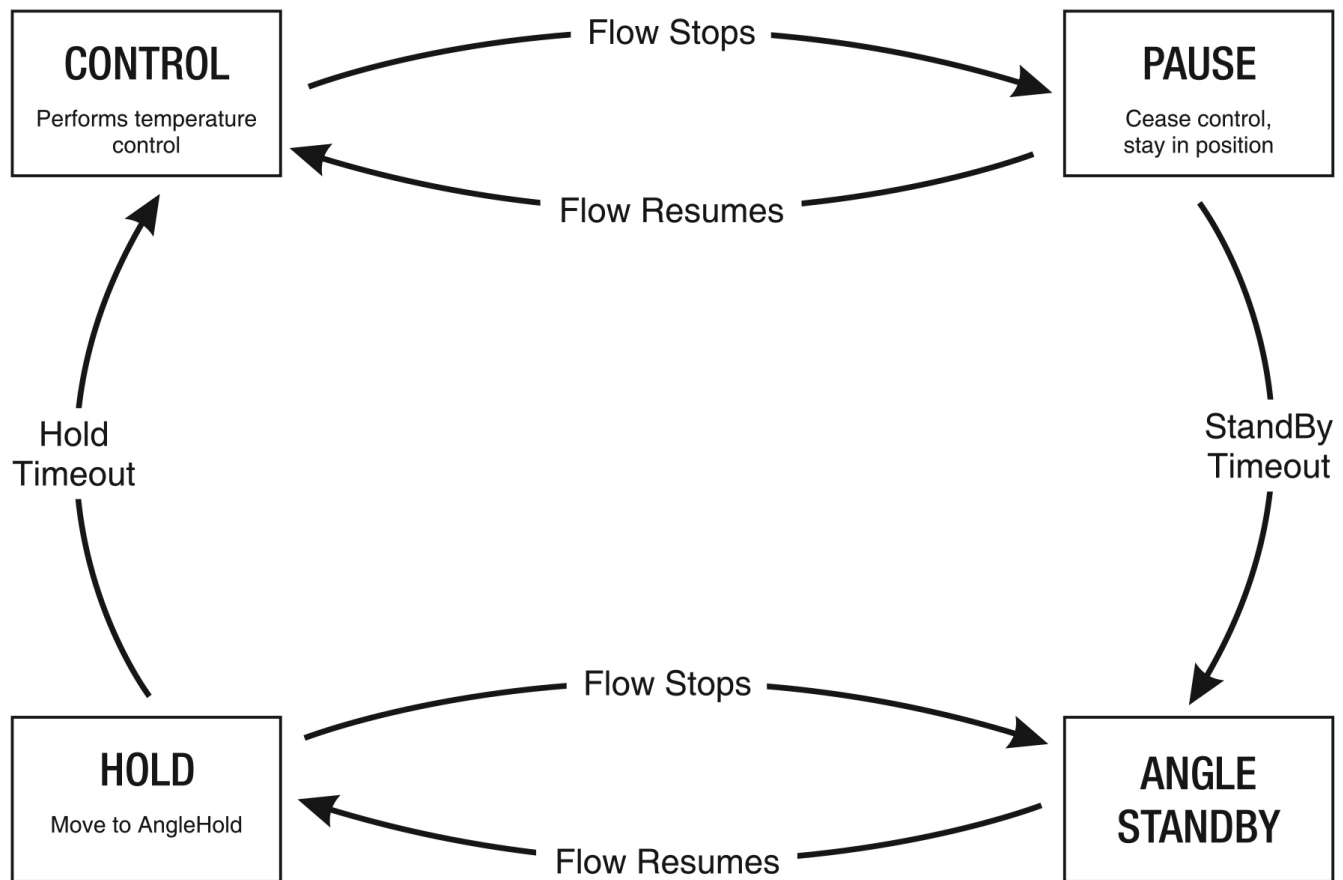 CONTROL
Performs temperature
control
Flow Stops
PAUSE
Cease control,
stay in position
Flow Resumes
Hold
Timeout
StandBy
Timeout
Flow Stops
HOLD
Move to AngleHold
ANGLE
STANDBY
Flow Resumes